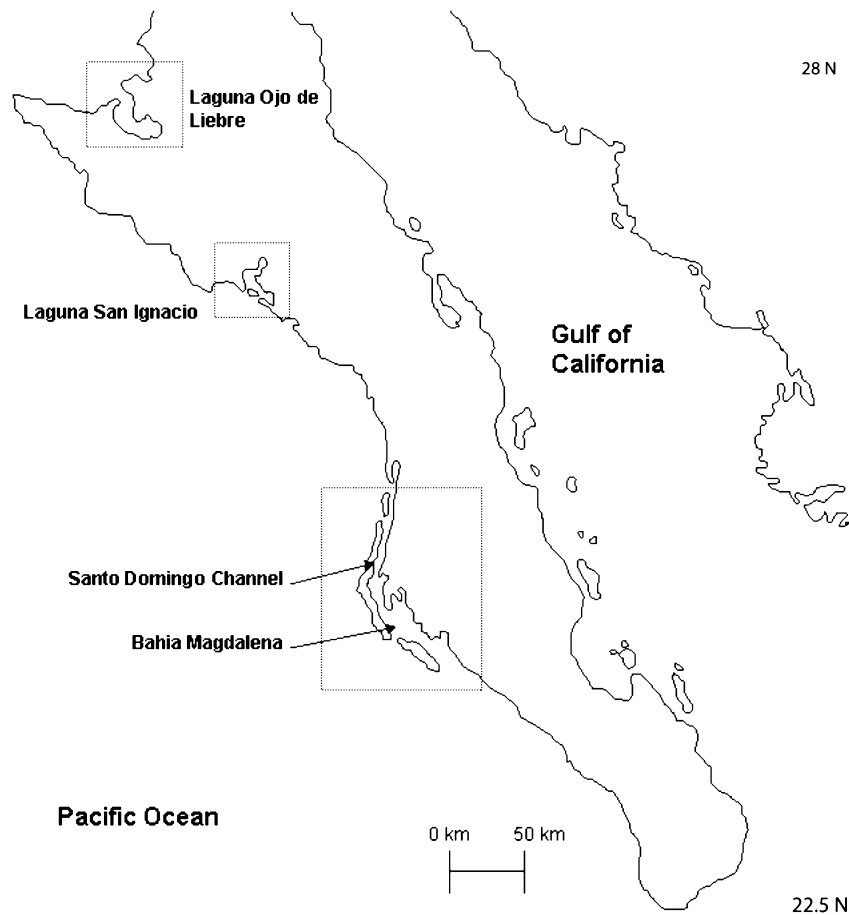 28 N
Laguna Ojo de
Liebre
Laguna San Ignacio
Gulf of
California
Santo Domingo Channel
Bahia Magdalena
Pacific Ocean
0 km 50 km
22.5 N